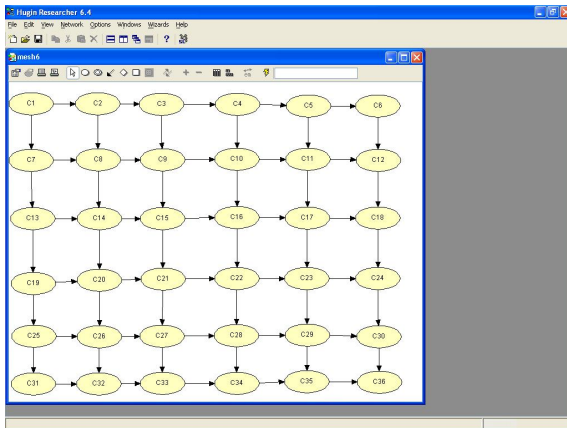 Hugin Researcher 6.4
File Edit View Network Options Windows Wizards Help
mesh6
C1 C2 C3 C4 C5 C6
C7 C8 C9 C10 C11 C12
C13 C14 C15 C16 C17 C18
C19 C20 C21 C22 C23 C24
C25 C26 C27 C28 C29 C30
C31 C32 C33 C34 C35 C36